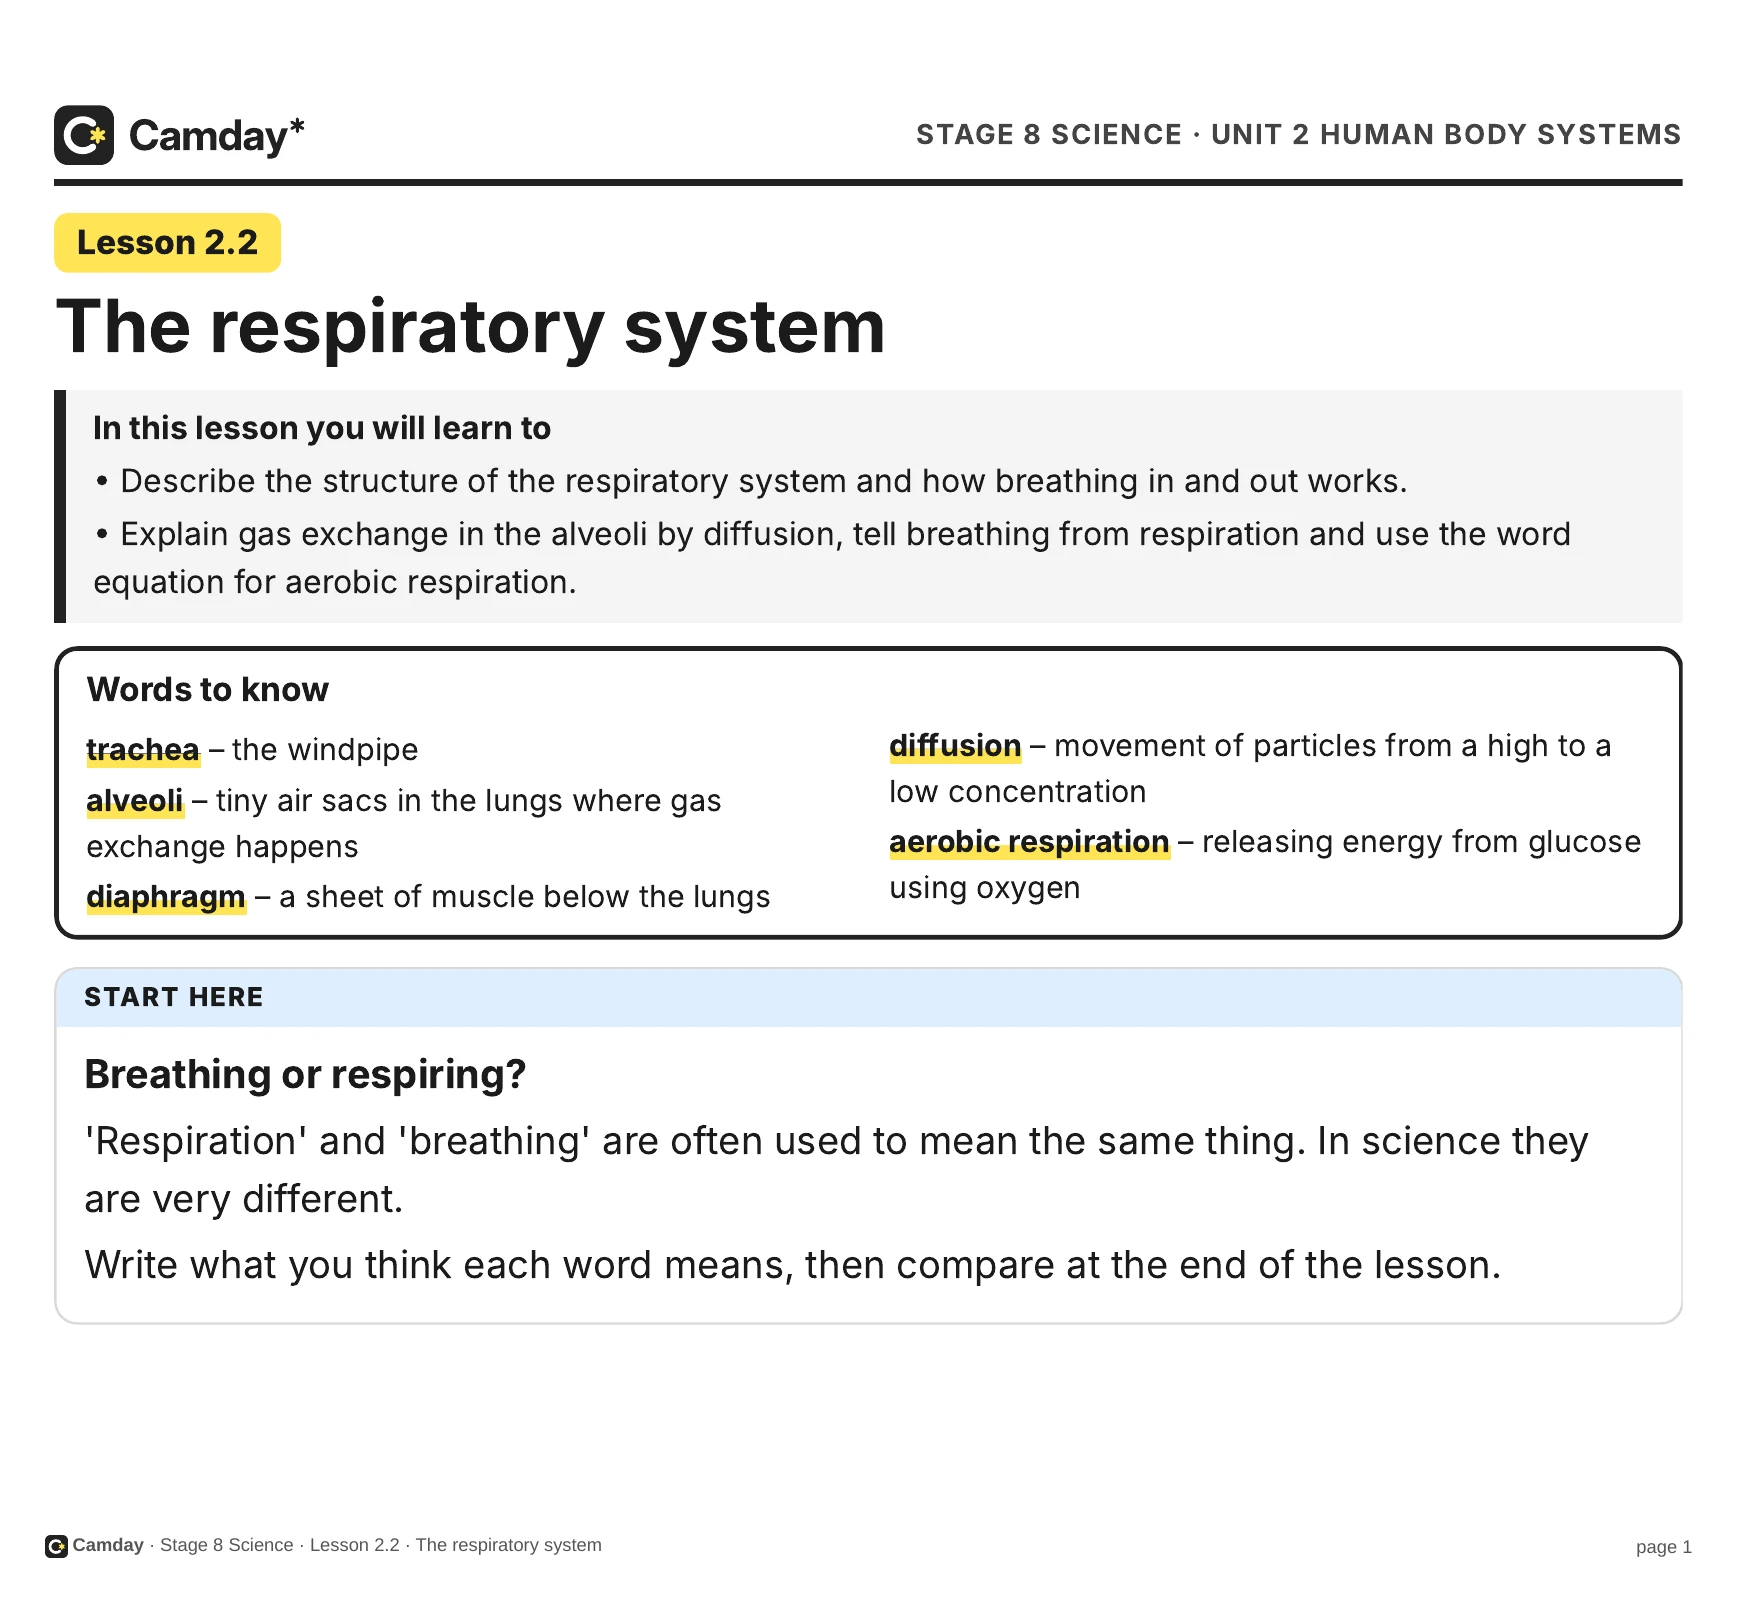 Camday*
STAGE 8 SCIENCE · UNIT 2 HUMAN BODY SYSTEMS
Lesson 2.2
The respiratory system
In this lesson you will learn to
• Describe the structure of the respiratory system and how breathing in and out works.
• Explain gas exchange in the alveoli by diffusion, tell breathing from respiration and use the word
equation for aerobic respiration.
Words to know
trachea – the windpipe
alveoli – tiny air sacs in the lungs where gas
exchange happens
diaphragm – a sheet of muscle below the lungs
diffusion – movement of particles from a high to a
low concentration
aerobic respiration – releasing energy from glucose
using oxygen
START HERE
Breathing or respiring?
'Respiration' and 'breathing' are often used to mean the same thing. In science they
are very different.
Write what you think each word means, then compare at the end of the lesson.
Camday · Stage 8 Science · Lesson 2.2 · The respiratory system
page 1